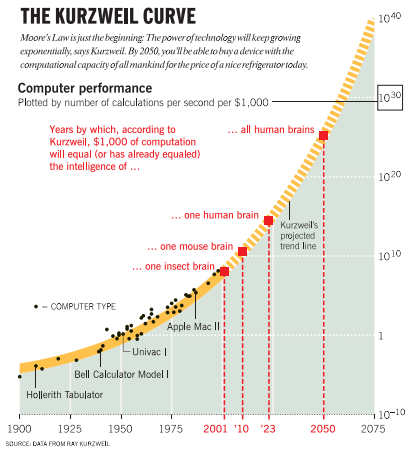 THE KURZWEIL CURVE
Moore's Law is just the beginning: The power of technology will keep growing
exponentially, says Kurzweil. By 2050, you'll be able to buy a device with the
computational capacity of all mankind for the price of a nice refrigerator today.
Computer performance
Plotted by number of calculations per second per $1,000
Years by which, according to
Kurzweil, $1,000 of computation
will equal (or has already equaled)
the intelligence of ...
... all human brains
... one human brain
... one mouse brain
... one insect brain
Kurzweil's
projected
trend line
• – COMPUTER TYPE
Apple Mac II
Univac I
Bell Calculator Model I
Hollerith Tabulator
10^40
10^30
10^20
10^10
1
10^–10
1900 1925 1950 1975 2001 '10 '23 2050 2075
SOURCE: DATA FROM RAY KURZWEIL